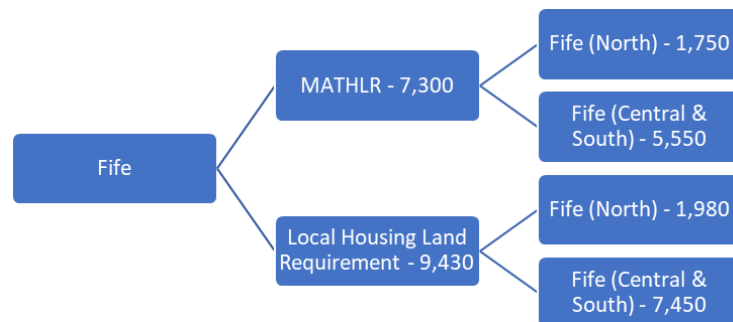 Fife
MATHLR - 7,300
Fife (North) - 1,750
Fife (Central &
South) - 5,550
Local Housing Land
Requirement - 9,430
Fife (North) - 1,980
Fife (Central &
South) - 7,450